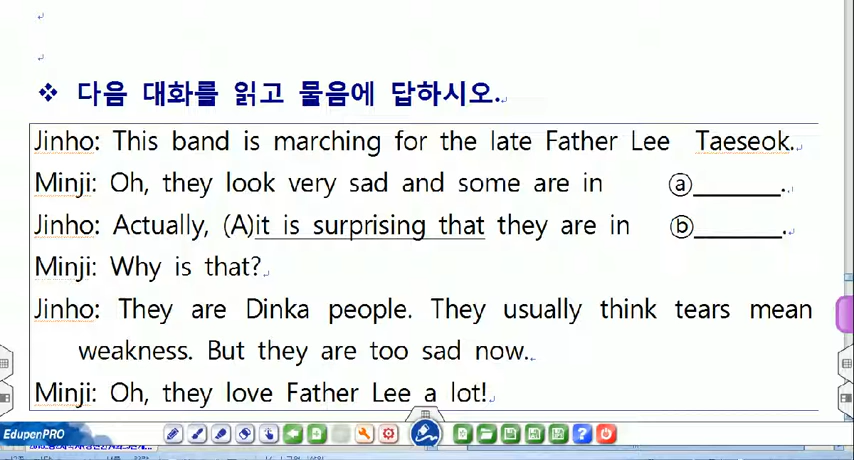 ❖ 다음 대화를 읽고 물음에 답하시오.
Jinho: This band is marching for the late Father Lee Taeseok.
Minji: Oh, they look very sad and some are in ⓐ________.
Jinho: Actually, (A)it is surprising that they are in ⓑ________.
Minji: Why is that?
Jinho: They are Dinka people. They usually think tears mean
weakness. But they are too sad now.
Minji: Oh, they love Father Lee a lot!
EdupenPRO